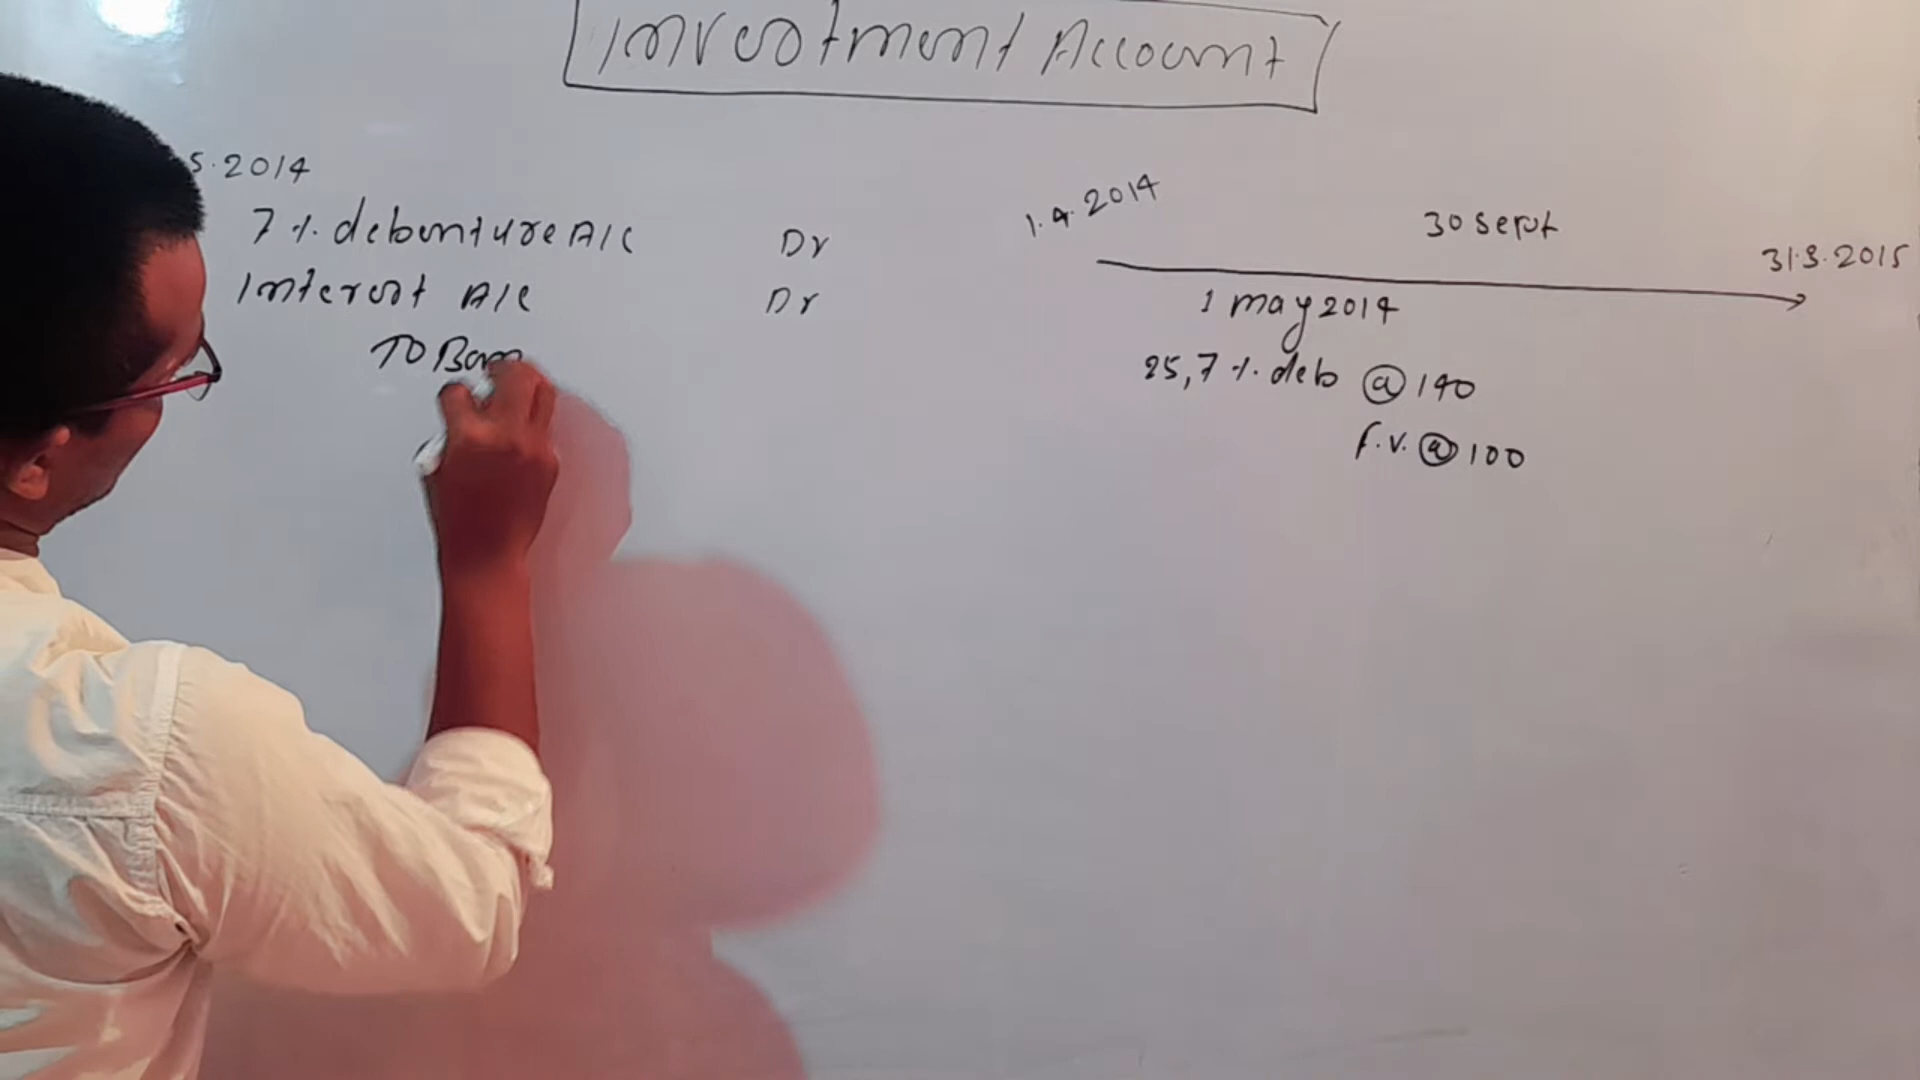 Investment Account
5.2014
7 % debenture A/C Dr
Interest A/C Dr
TO Ban
1.4.2014
30 sept
31.3.2015
1 may 2014
25, 7 % deb @ 140
F.V. @ 100